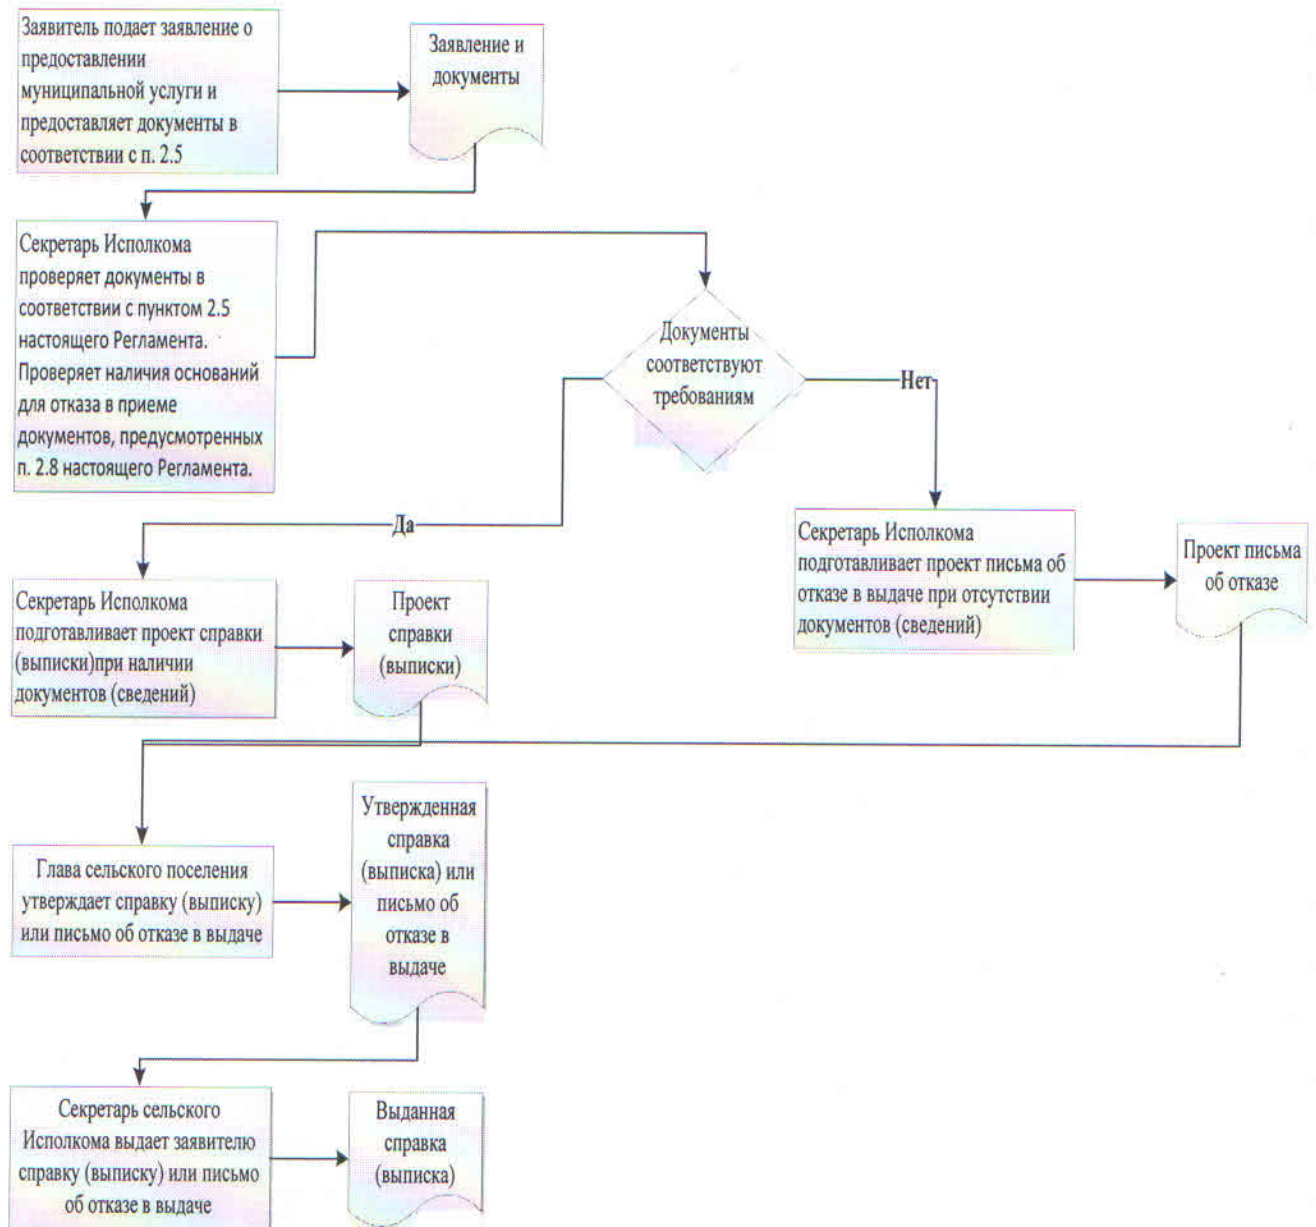 Заявитель подает заявление о
предоставлении
муниципальной услуги и
предоставляет документы в
соответствии с п. 2.5
Заявление и
документы
Секретарь Исполкома
проверяет документы в
соответствии с пунктом 2.5
настоящего Регламента.
Проверяет наличия оснований
для отказа в приеме
документов, предусмотренных
п. 2.8 настоящего Регламента.
Документы
соответствуют
требованиям
Нет
Да
Секретарь Исполкома
подготавливает проект письма об
отказе в выдаче при отсутствии
документов (сведений)
Проект письма
об отказе
Секретарь Исполкома
подготавливает проект справки
(выписки)при наличии
документов (сведений)
Проект
справки
(выписки)
Глава сельского поселения
утверждает справку (выписку)
или письмо об отказе в выдаче
Утвержденная
справка
(выписка) или
письмо об
отказе в
выдаче
Секретарь сельского
Исполкома выдает заявителю
справку (выписку) или письмо
об отказе в выдаче
Выданная
справка
(выписка)